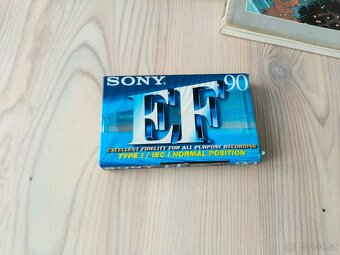 SONY
EF 90
EXCELLENT FIDELITY FOR ALL PURPOSE RECORDING
TYPE I / IEC I NORMAL POSITION